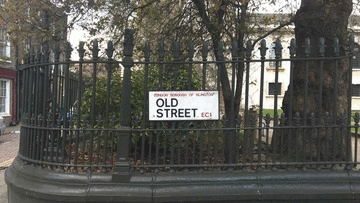 LONDON BOROUGH OF ISLINGTON
OLD
STREET EC1